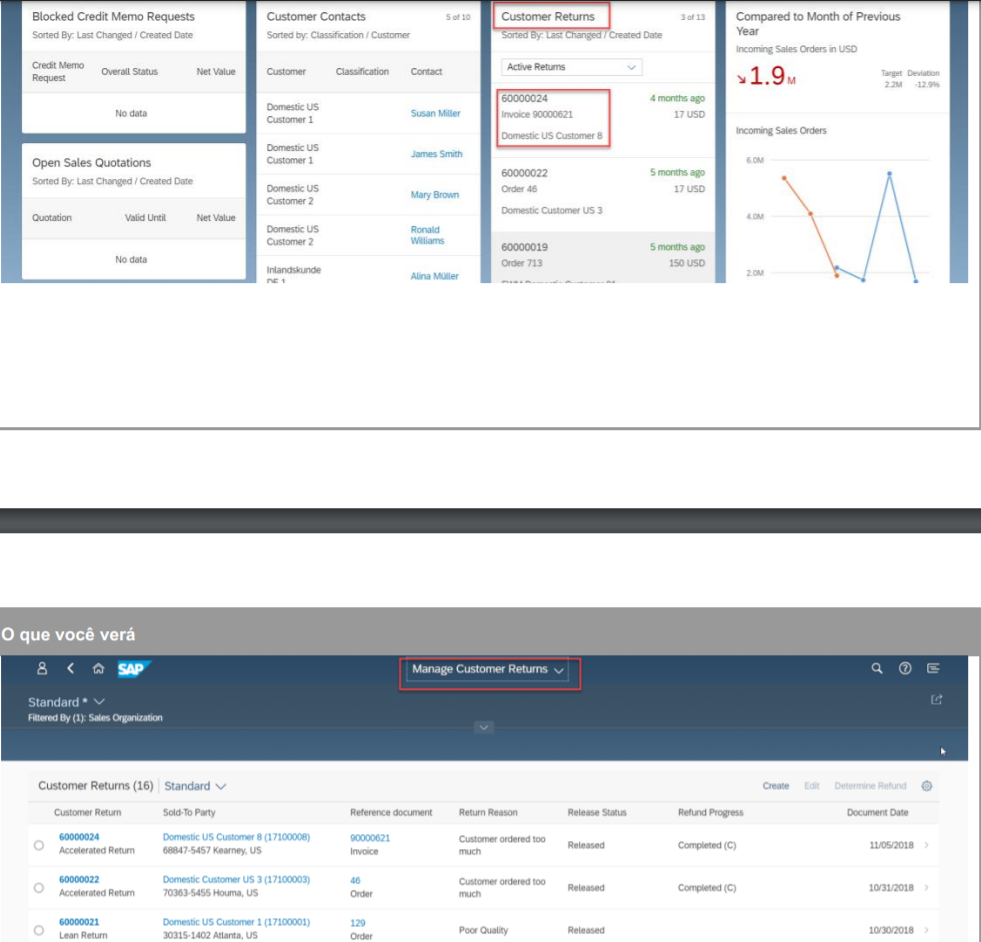 Blocked Credit Memo Requests
Sorted By: Last Changed / Created Date
Credit Memo Request
Overall Status
Net Value
No data
Open Sales Quotations
Sorted By: Last Changed / Created Date
Quotation
Valid Until
Net Value
No data
Customer Contacts
5 of 10
Sorted by: Classification / Customer
Customer
Classification
Contact
Domestic US Customer 1
Susan Miller
Domestic US Customer 1
James Smith
Domestic US Customer 2
Mary Brown
Domestic US Customer 2
Ronald Williams
Inlandskunde DE 1
Alina Müller
Customer Returns
3 of 13
Sorted By: Last Changed / Created Date
Active Returns
60000024
4 months ago
Invoice 90000621
17 USD
Domestic US Customer 8
60000022
5 months ago
Order 46
17 USD
Domestic Customer US 3
60000019
5 months ago
Order 713
150 USD
Compared to Month of Previous Year
Incoming Sales Orders in USD
1.9 M
Target Deviation
2.2M -12.9%
Incoming Sales Orders
6.0M
4.0M
2.0M
O que você verá
SAP
Manage Customer Returns
Standard *
Filtered By (1): Sales Organization
Customer Returns (16)
Standard
Create
Edit
Determine Refund
Customer Return
Sold-To Party
Reference document
Return Reason
Release Status
Refund Progress
Document Date
60000024
Accelerated Return
Domestic US Customer 8 (17100008)
68847-5457 Kearney, US
90000621
Invoice
Customer ordered too much
Released
Completed (C)
11/05/2018
60000022
Accelerated Return
Domestic Customer US 3 (17100003)
70363-5455 Houma, US
46
Order
Customer ordered too much
Released
Completed (C)
10/31/2018
60000021
Lean Return
Domestic US Customer 1 (17100001)
30315-1402 Atlanta, US
129
Order
Poor Quality
Released
10/30/2018